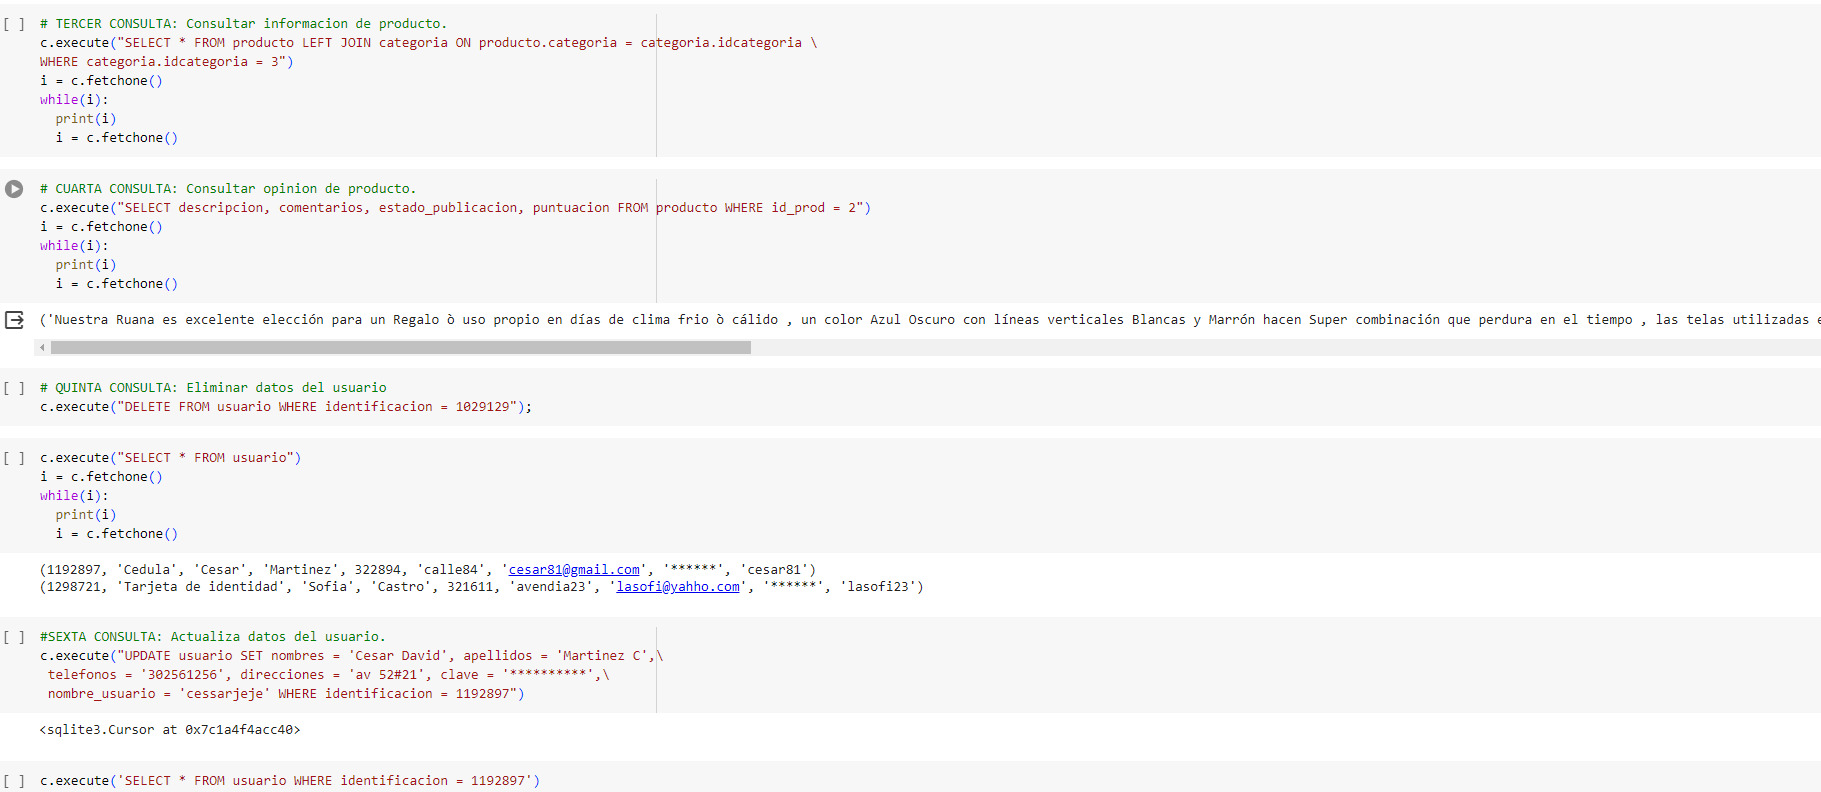 [ ] # TERCER CONSULTA: Consultar informacion de producto.
c.execute("SELECT * FROM producto LEFT JOIN categoria ON producto.categoria = categoria.idcategoria \
WHERE categoria.idcategoria = 3")
i = c.fetchone()
while(i):
  print(i)
  i = c.fetchone()
# CUARTA CONSULTA: Consultar opinion de producto.
c.execute("SELECT descripcion, comentarios, estado_publicacion, puntuacion FROM producto WHERE id_prod = 2")
i = c.fetchone()
while(i):
  print(i)
  i = c.fetchone()
('Nuestra Ruana es excelente elección para un Regalo ò uso propio en días de clima frio ò cálido , un color Azul Oscuro con líneas verticales Blancas y Marrón hacen Super combinación que perdura en el tiempo , las telas utilizadas e
[ ] # QUINTA CONSULTA: Eliminar datos del usuario
c.execute("DELETE FROM usuario WHERE identificacion = 1029129");
[ ] c.execute("SELECT * FROM usuario")
i = c.fetchone()
while(i):
  print(i)
  i = c.fetchone()
(1192897, 'Cedula', 'Cesar', 'Martinez', 322894, 'calle84', 'cesar81@gmail.com', '******', 'cesar81')
(1298721, 'Tarjeta de identidad', 'Sofia', 'Castro', 321611, 'avendia23', 'lasofi@yahho.com', '******', 'lasofi23')
[ ] #SEXTA CONSULTA: Actualiza datos del usuario.
c.execute("UPDATE usuario SET nombres = 'Cesar David', apellidos = 'Martinez C',\
 telefonos = '302561256', direcciones = 'av 52#21', clave = '**********',\
 nombre_usuario = 'cessarjeje' WHERE identificacion = 1192897")
<sqlite3.Cursor at 0x7c1a4f4acc40>
[ ] c.execute('SELECT * FROM usuario WHERE identificacion = 1192897')